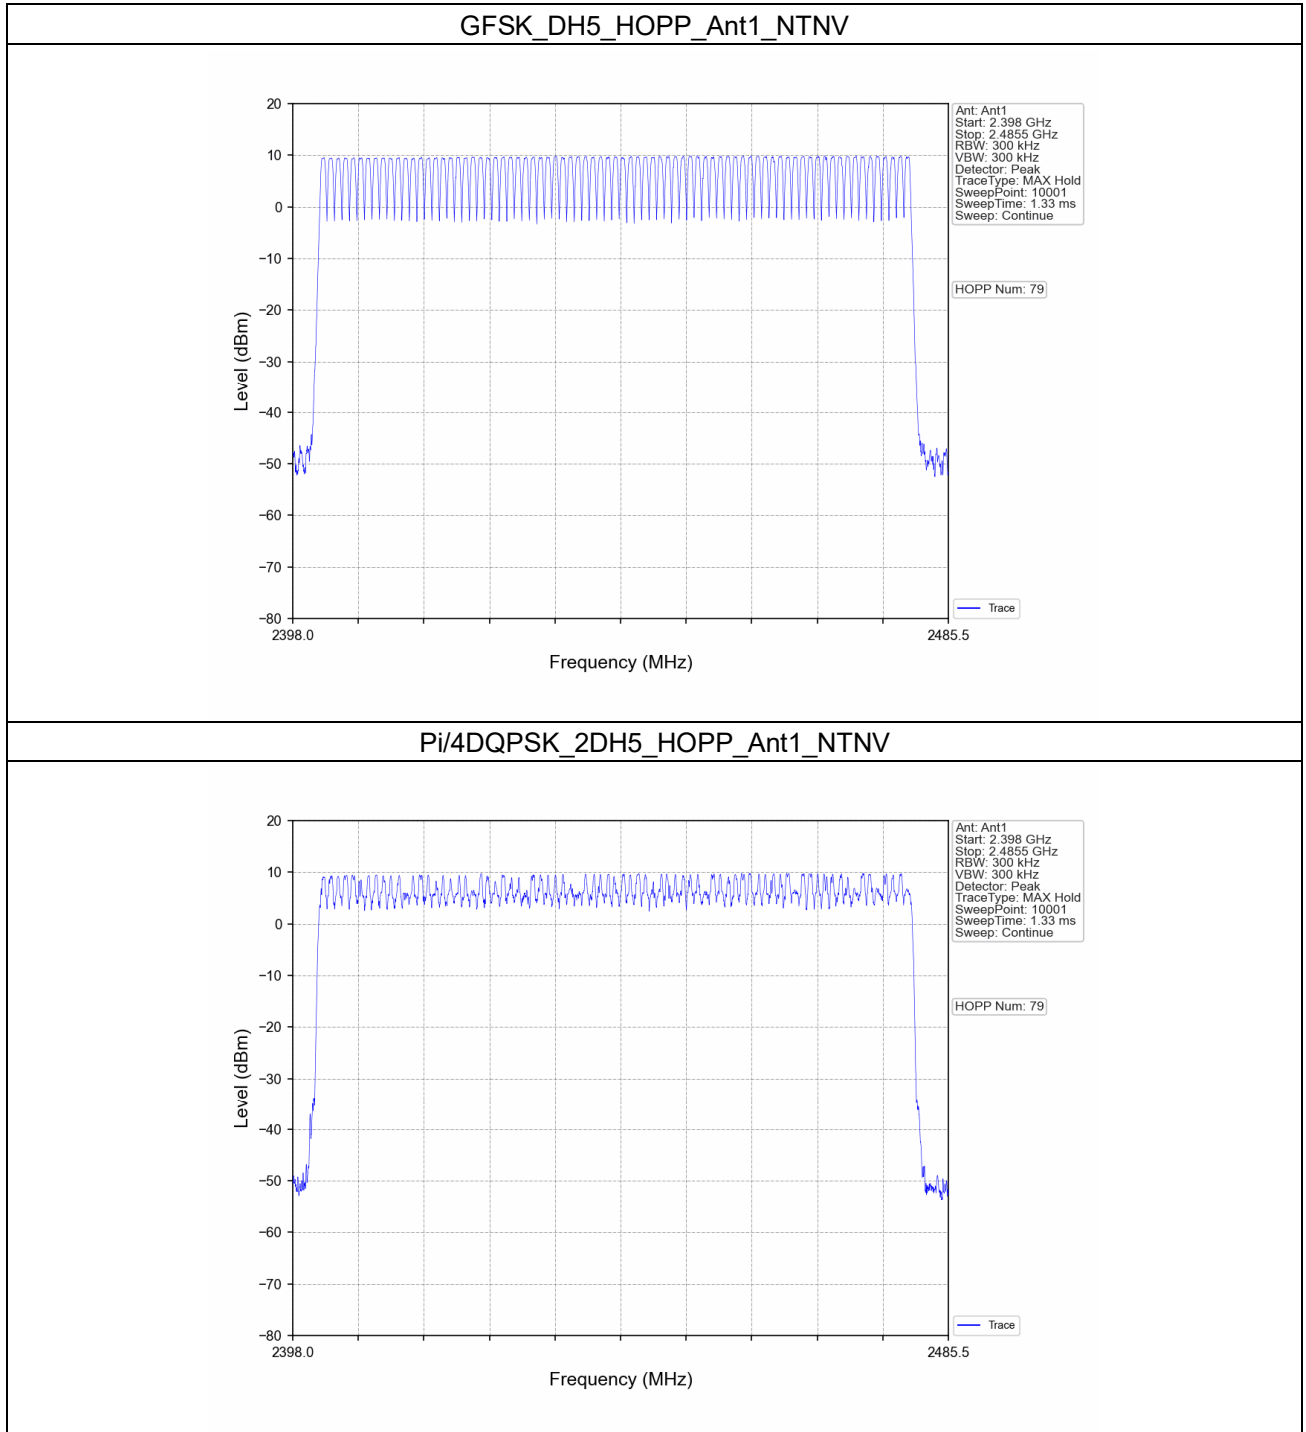 GFSK_DH5_HOPP_Ant1_NTNV
20
10
0
−10
−20
−30
−40
−50
−60
−70
−80
Level (dBm)
2398.0
2485.5
Frequency (MHz)
Ant: Ant1
Start: 2.398 GHz
Stop: 2.4855 GHz
RBW: 300 kHz
VBW: 300 kHz
Detector: Peak
TraceType: MAX Hold
SweepPoint: 10001
SweepTime: 1.33 ms
Sweep: Continue
HOPP Num: 79
Trace
Pi/4DQPSK_2DH5_HOPP_Ant1_NTNV
20
10
0
−10
−20
−30
−40
−50
−60
−70
−80
Level (dBm)
2398.0
2485.5
Frequency (MHz)
Ant: Ant1
Start: 2.398 GHz
Stop: 2.4855 GHz
RBW: 300 kHz
VBW: 300 kHz
Detector: Peak
TraceType: MAX Hold
SweepPoint: 10001
SweepTime: 1.33 ms
Sweep: Continue
HOPP Num: 79
Trace